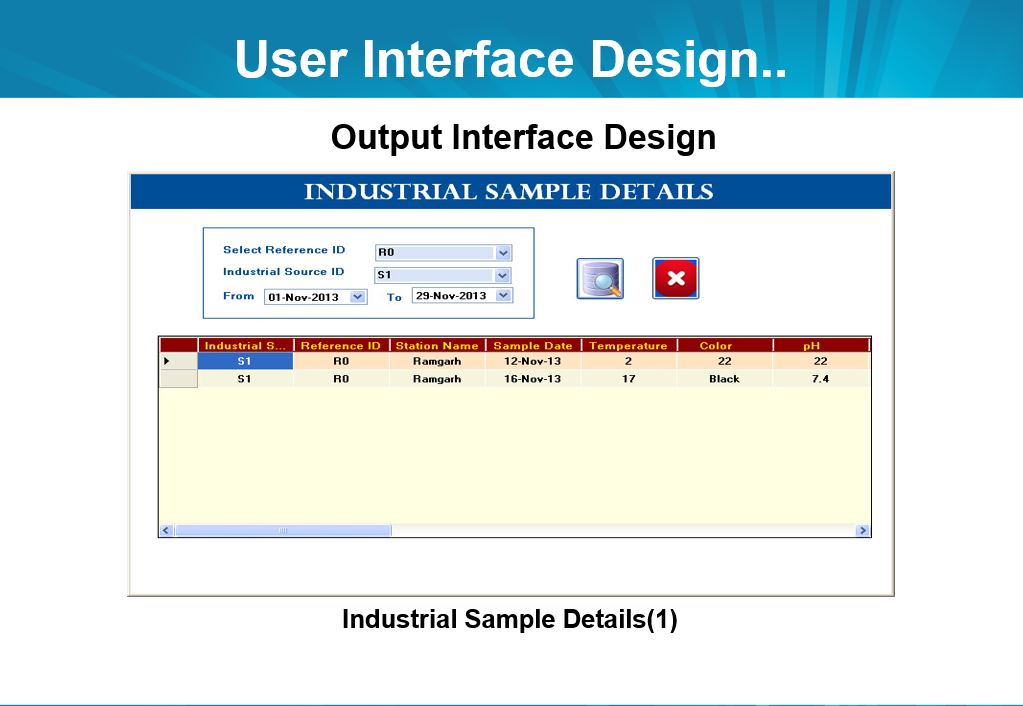 User Interface Design..
Output Interface Design
INDUSTRIAL SAMPLE DETAILS
Select Reference ID R0
Industrial Source ID S1
From 01-Nov-2013 To 29-Nov-2013
Industrial S... Reference ID Station Name Sample Date Temperature Color pH
S1 R0 Ramgarh 12-Nov-13 2 22 22
S1 R0 Ramgarh 16-Nov-13 17 Black 7.4
Industrial Sample Details(1)